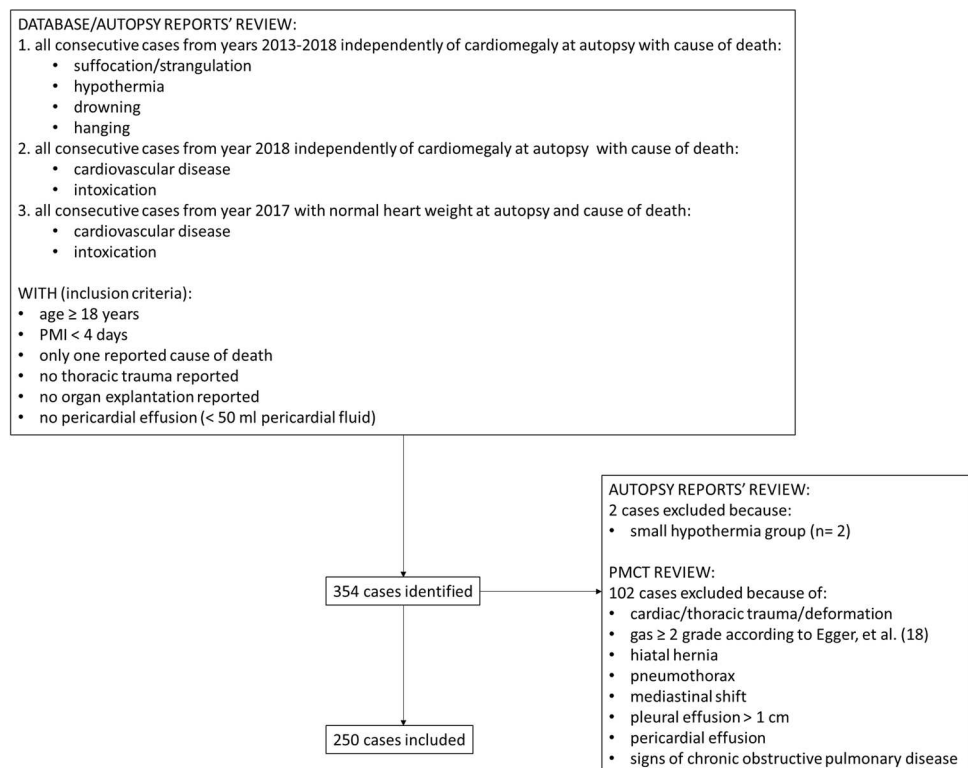 DATABASE/AUTOPSY REPORTS' REVIEW:
1. all consecutive cases from years 2013-2018 independently of cardiomegaly at autopsy with cause of death:
• suffocation/strangulation
• hypothermia
• drowning
• hanging
2. all consecutive cases from year 2018 independently of cardiomegaly at autopsy with cause of death:
• cardiovascular disease
• intoxication
3. all consecutive cases from year 2017 with normal heart weight at autopsy and cause of death:
• cardiovascular disease
• intoxication
WITH (inclusion criteria):
• age ≥ 18 years
• PMI < 4 days
• only one reported cause of death
• no thoracic trauma reported
• no organ explantation reported
• no pericardial effusion (< 50 ml pericardial fluid)
354 cases identified
AUTOPSY REPORTS' REVIEW:
2 cases excluded because:
• small hypothermia group (n= 2)
PMCT REVIEW:
102 cases excluded because of:
• cardiac/thoracic trauma/deformation
• gas ≥ 2 grade according to Egger, et al. (18)
• hiatal hernia
• pneumothorax
• mediastinal shift
• pleural effusion > 1 cm
• pericardial effusion
• signs of chronic obstructive pulmonary disease
250 cases included